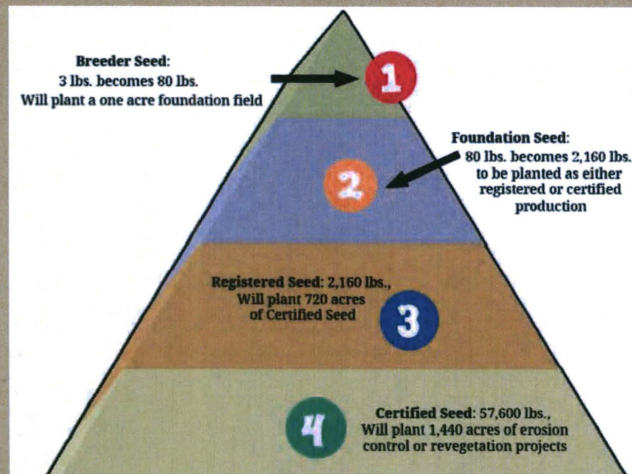 Breeder Seed:
3 lbs. becomes 80 lbs.
Will plant a one acre foundation field
1
Foundation Seed:
80 lbs. becomes 2,160 lbs.
to be planted as either
registered or certified
production
2
Registered Seed: 2,160 lbs.,
Will plant 720 acres
of Certified Seed
3
4
Certified Seed: 57,600 lbs.,
Will plant 1,440 acres of erosion
control or revegetation projects